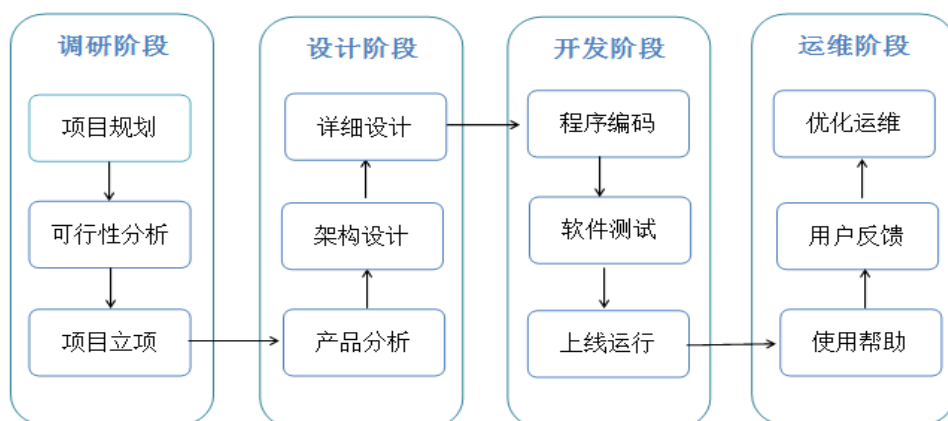 调研阶段
项目规划
可行性分析
项目立项
设计阶段
详细设计
架构设计
产品分析
开发阶段
程序编码
软件测试
上线运行
运维阶段
优化运维
用户反馈
使用帮助